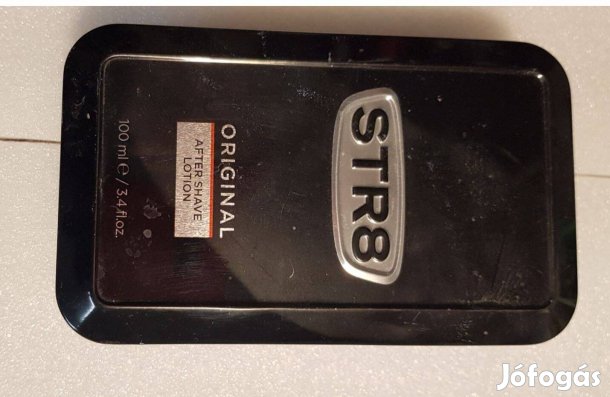 STR8
ORIGINAL
AFTER SHAVE
LOTION
100 ml ℮ / 3.4 fl.oz.
Jófogás